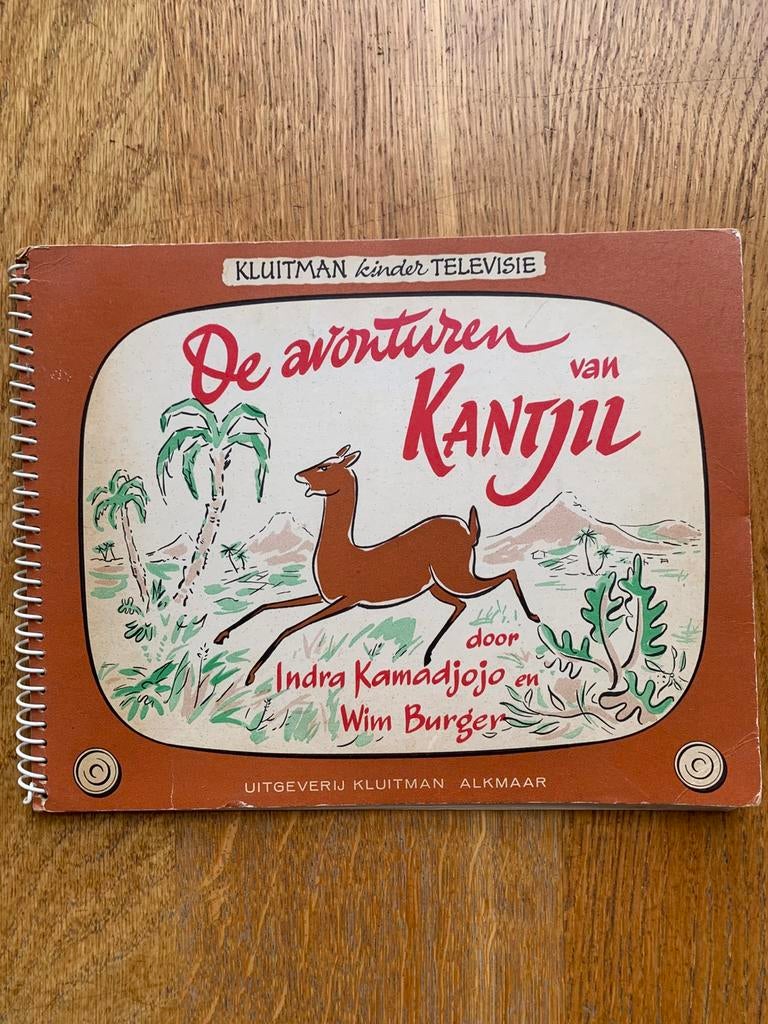 KLUITMAN kinder TELEVISIE
De avonturen
van
KANTJIL
door
Indra Kamadjojo en
Wim Burger
UITGEVERIJ KLUITMAN ALKMAAR